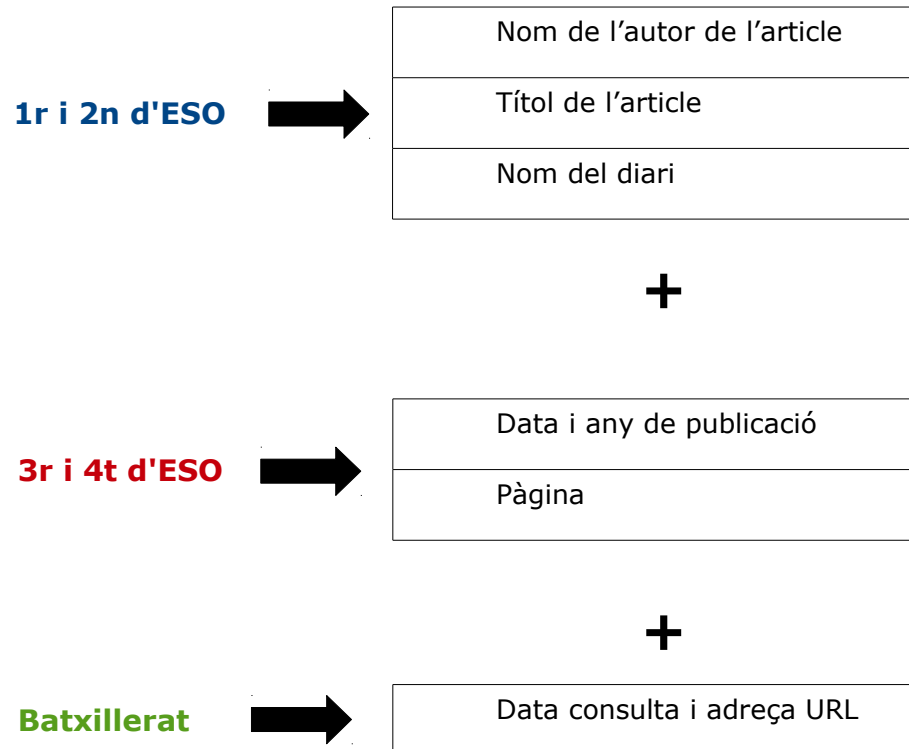 Nom de l’autor de l’article
1r i 2n d'ESO
Títol de l’article
Nom del diari
+
Data i any de publicació
3r i 4t d'ESO
Pàgina
+
Batxillerat
Data consulta i adreça URL